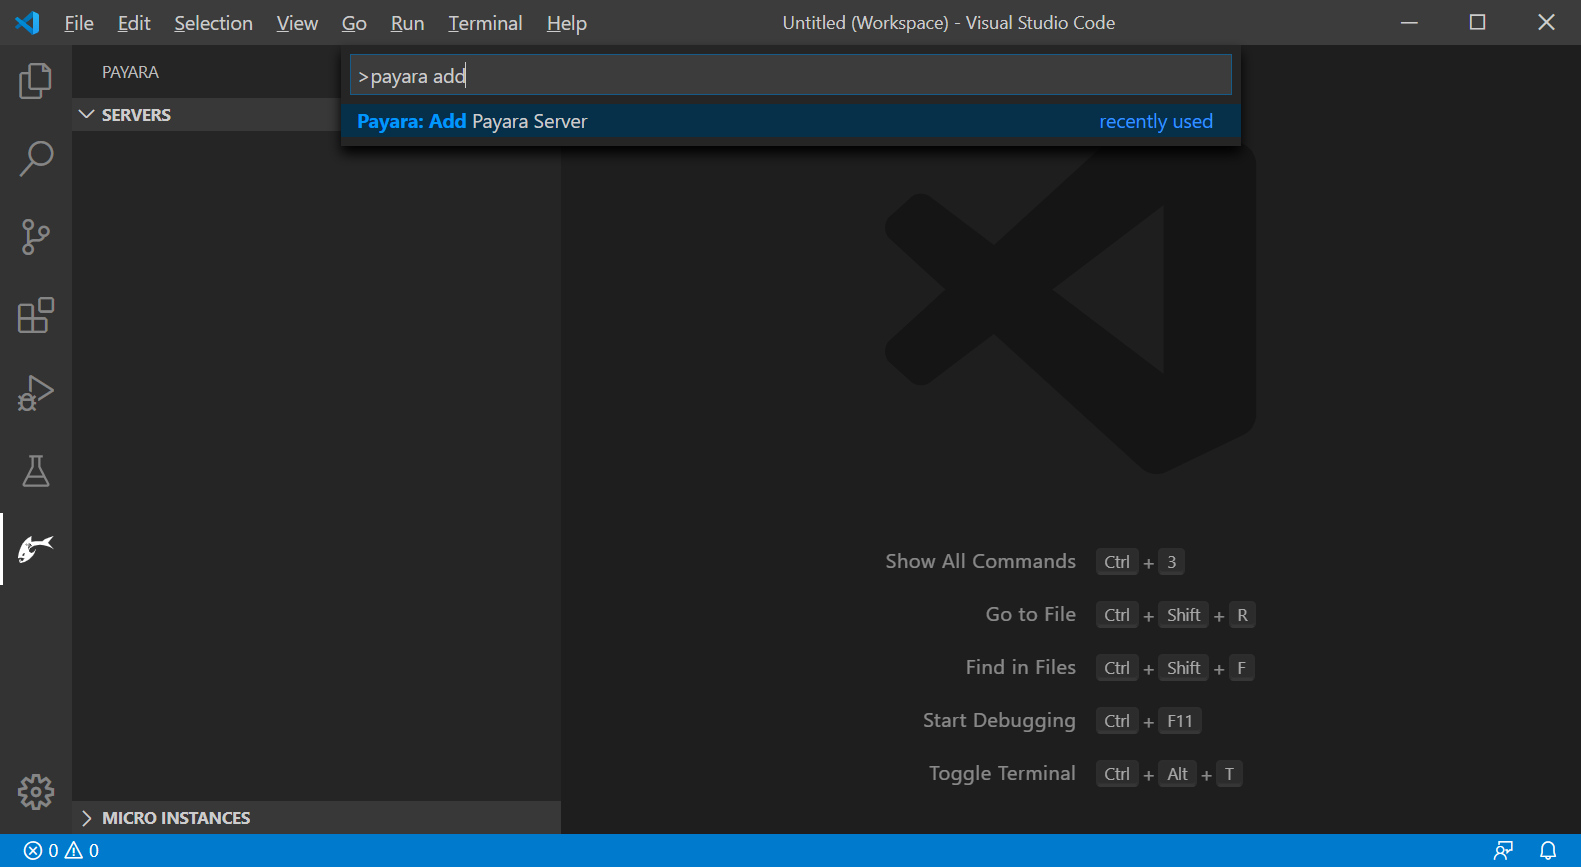 File Edit Selection View Go Run Terminal Help Untitled (Workspace) - Visual Studio Code
PAYARA
>payara add
SERVERS
Payara: Add Payara Server recently used
Show All Commands Ctrl + 3
Go to File Ctrl + Shift + R
Find in Files Ctrl + Shift + F
Start Debugging Ctrl + F11
Toggle Terminal Ctrl + Alt + T
MICRO INSTANCES
0 0